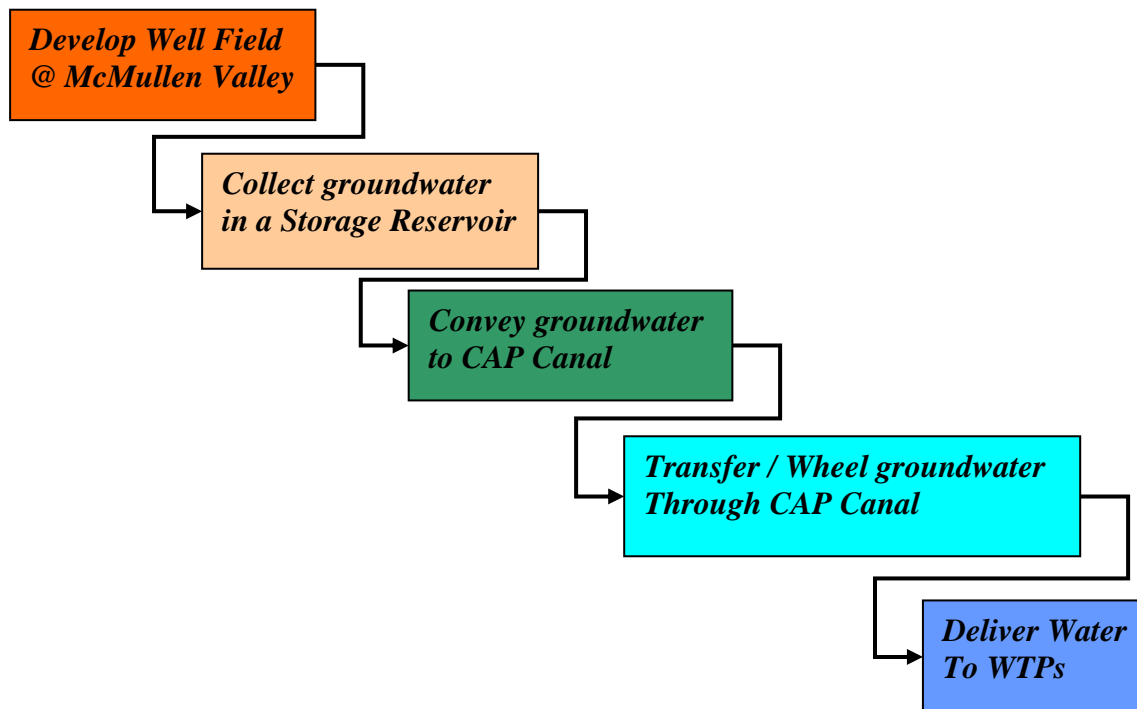 Develop Well Field
@ McMullen Valley
Collect groundwater
in a Storage Reservoir
Convey groundwater
to CAP Canal
Transfer / Wheel groundwater
Through CAP Canal
Deliver Water
To WTPs